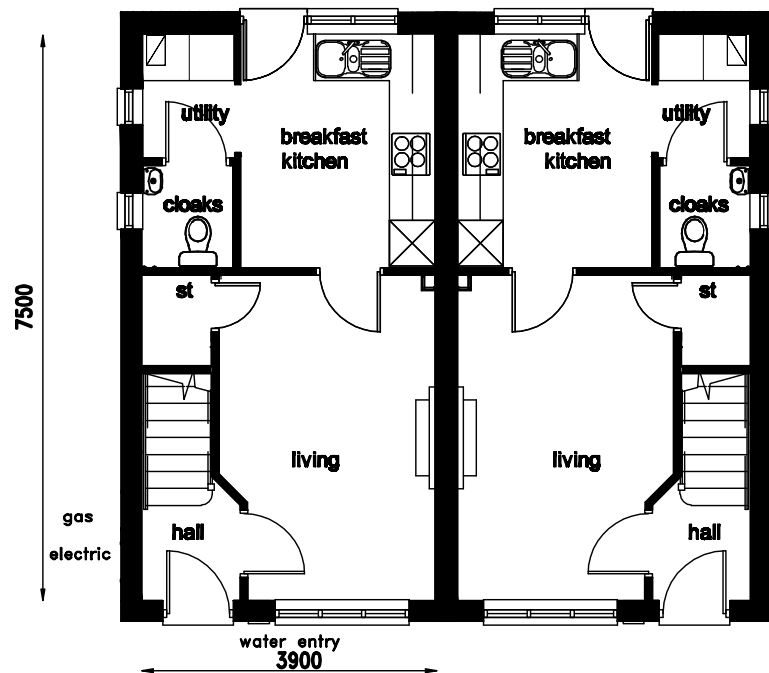 utility
utility
breakfast
kitchen
breakfast
kitchen
cloaks
cloaks
st
st
7500
living
living
gas
electric
hall
hall
water entry
3900